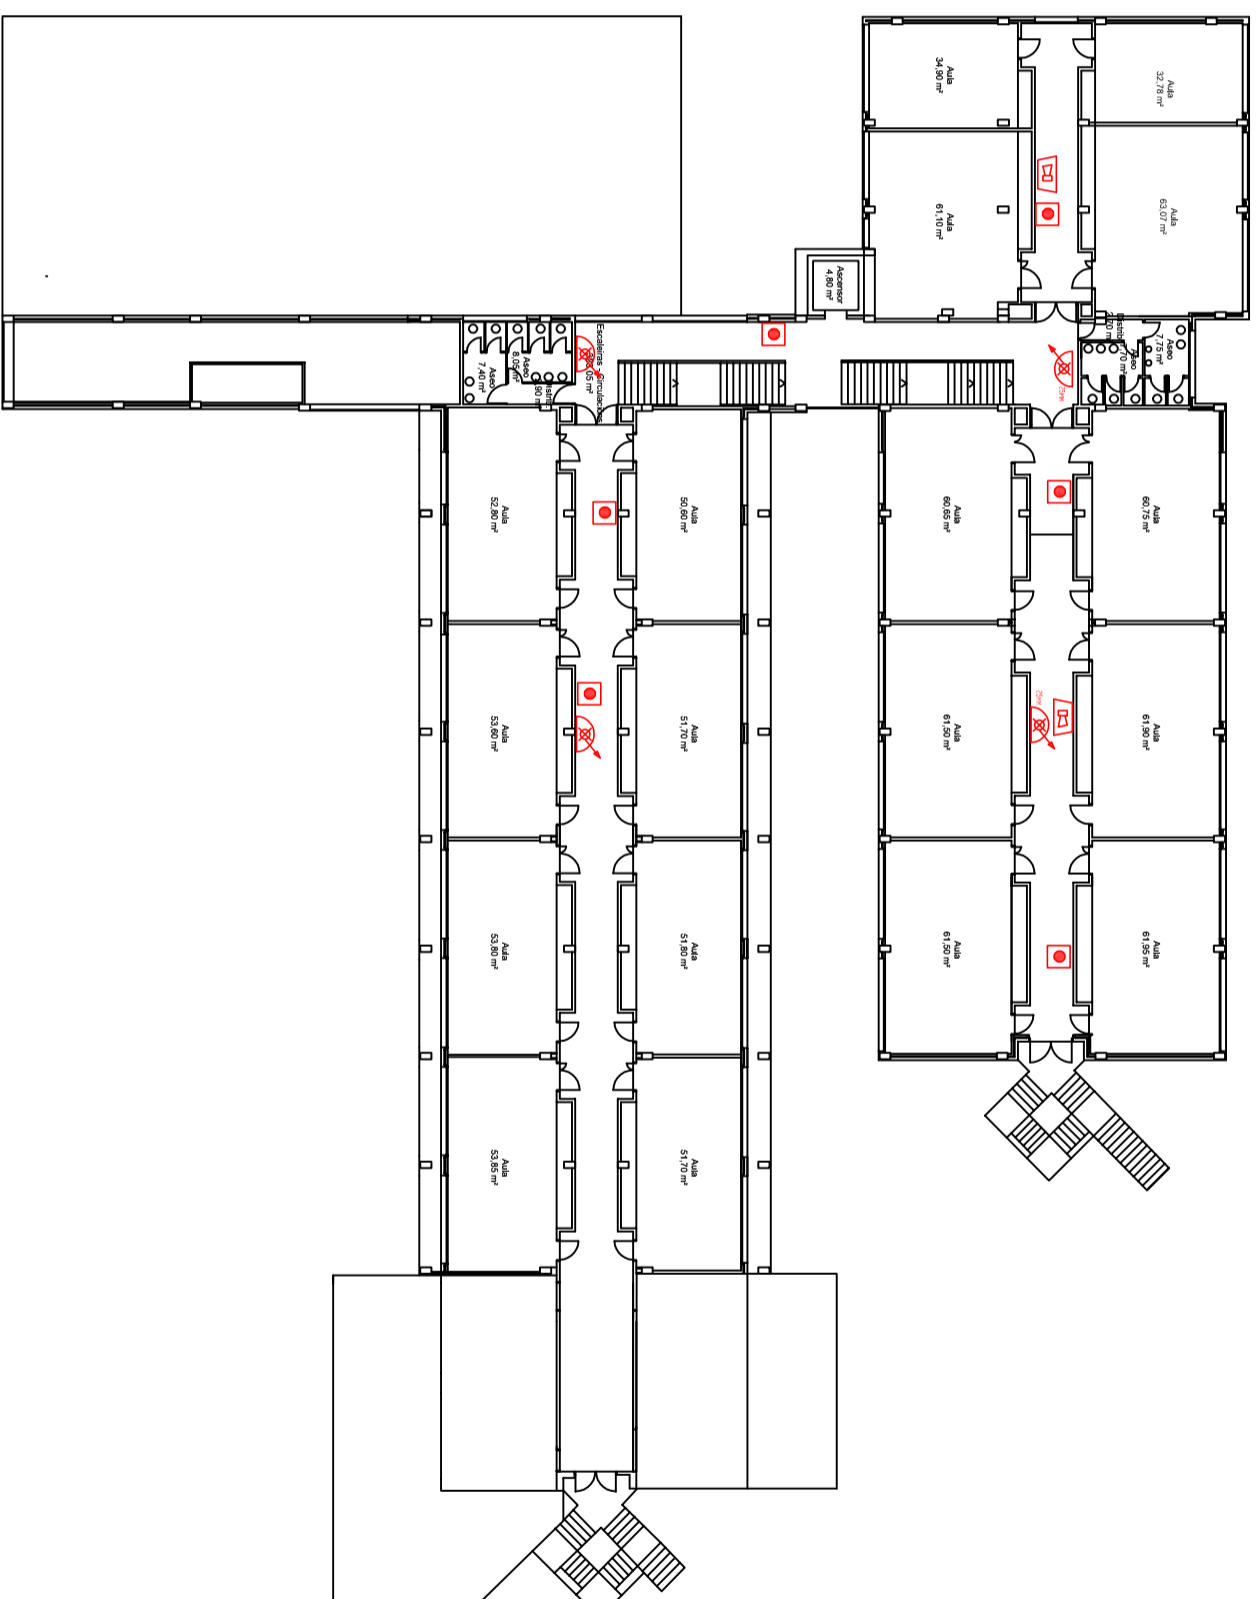 Aula
34,90 m²
Aula
32,78 m²
Aula
61,10 m²
Aula
63,07 m²
Ascensor
4,80 m²
Aseo
7,75 m²
Aseo
Escaleiras
Aseo
8,05 m²
Aseo
7,40 m²
25mm
Aula
52,80 m²
Aula
50,60 m²
Aula
60,65 m²
Aula
60,75 m²
Aula
53,60 m²
Aula
51,70 m²
25mm
Aula
61,50 m²
Aula
61,90 m²
Aula
53,80 m²
Aula
51,80 m²
Aula
61,50 m²
Aula
61,95 m²
Aula
53,85 m²
Aula
51,70 m²